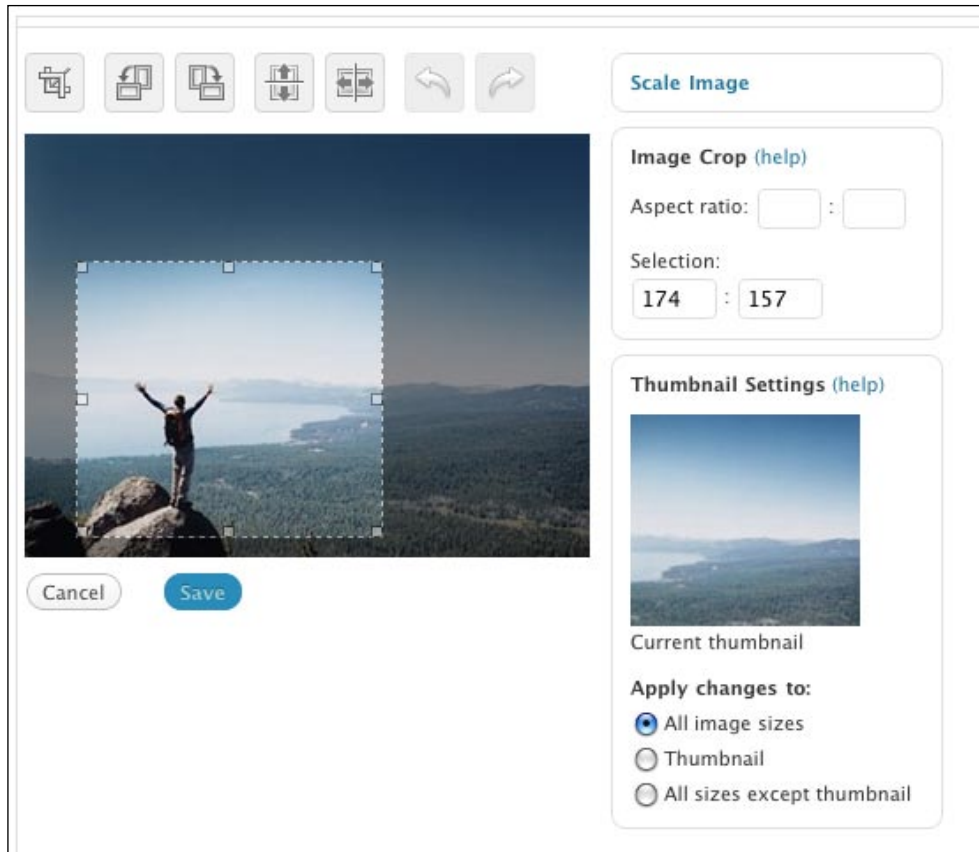 Scale Image
Image Crop (help)
Aspect ratio: :
Selection:
174 : 157
Thumbnail Settings (help)
Current thumbnail
Apply changes to:
All image sizes
Thumbnail
All sizes except thumbnail
Cancel
Save